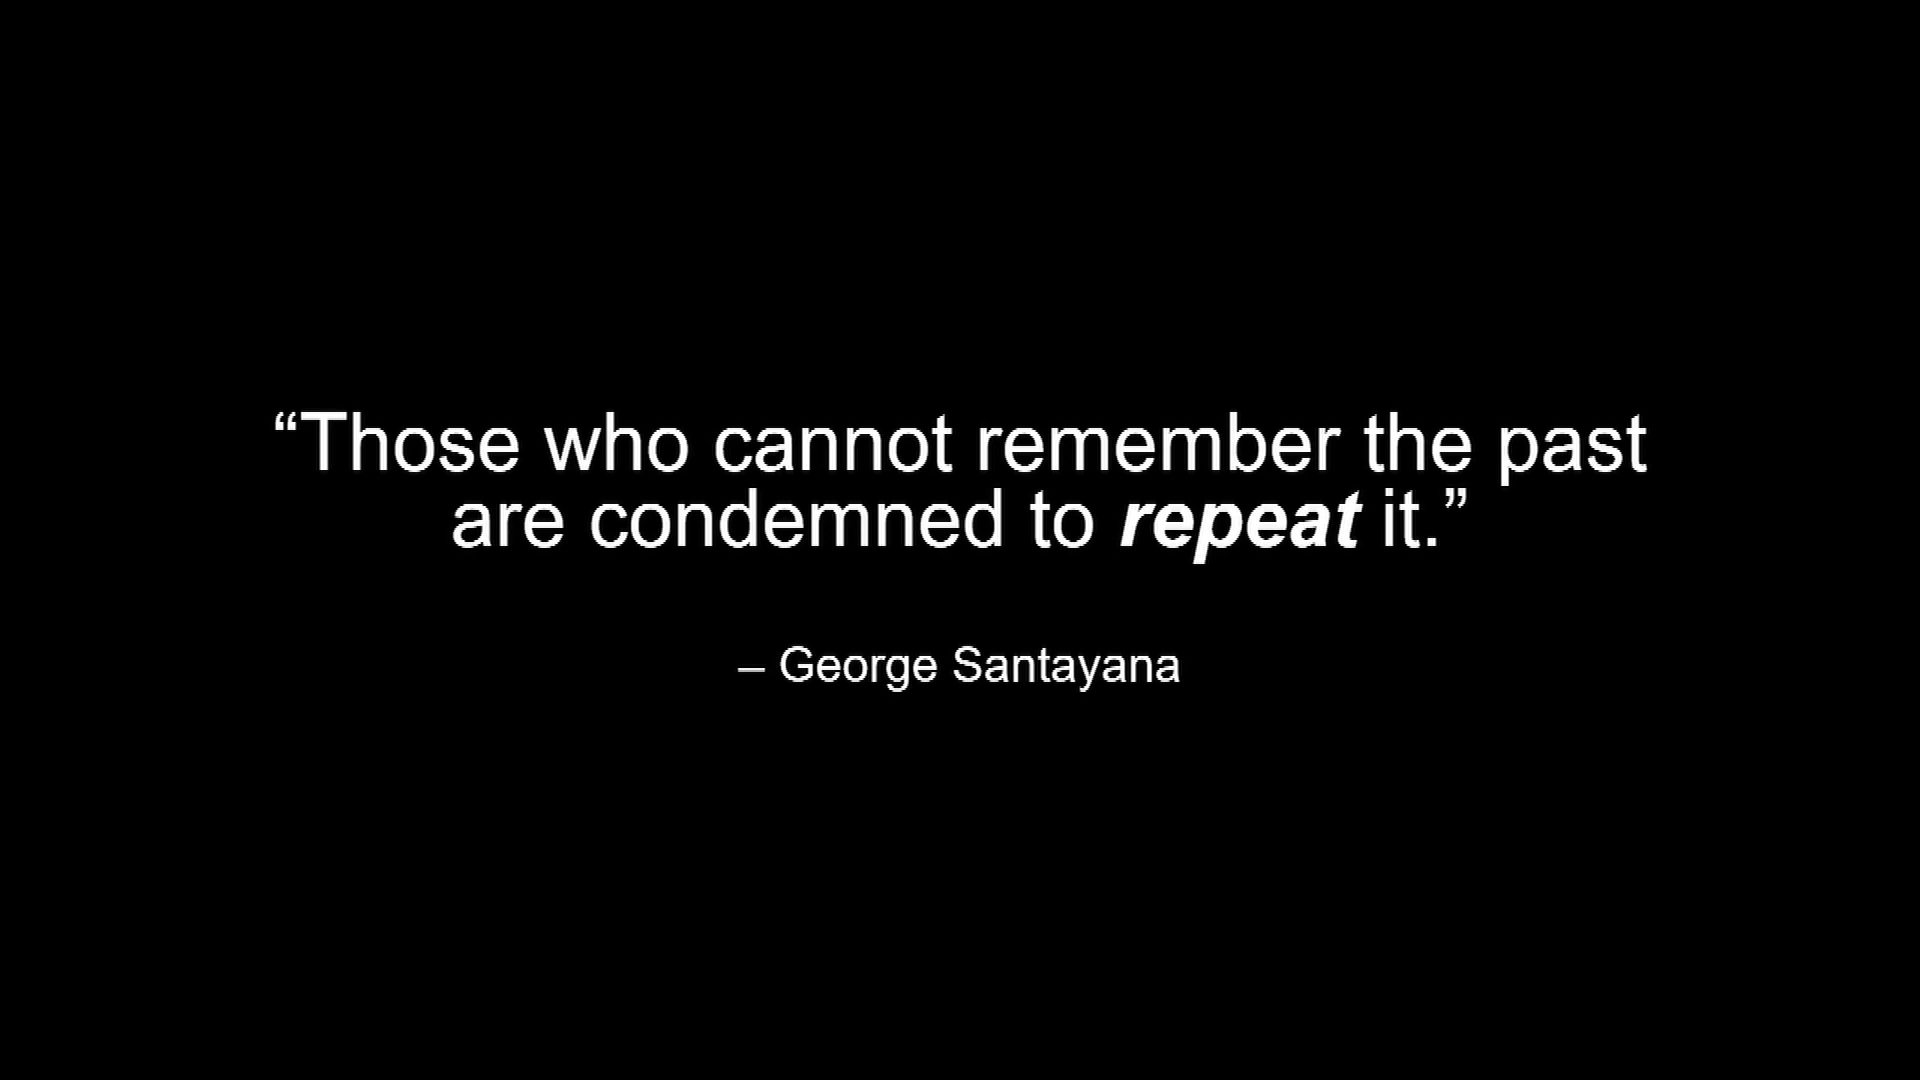 “Those who cannot remember the past
are condemned to repeat it.”
– George Santayana